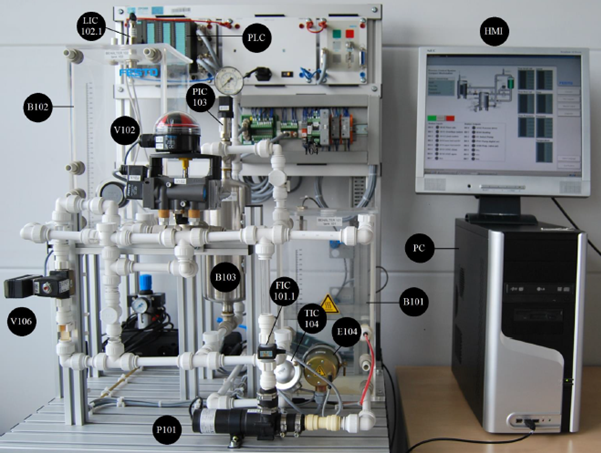 LIC
102.1
PLC
HMI
FESTO
PIC
103
B102
V102
PC
B103
FIC
101.1
TIC
104
B101
E104
V106
P101